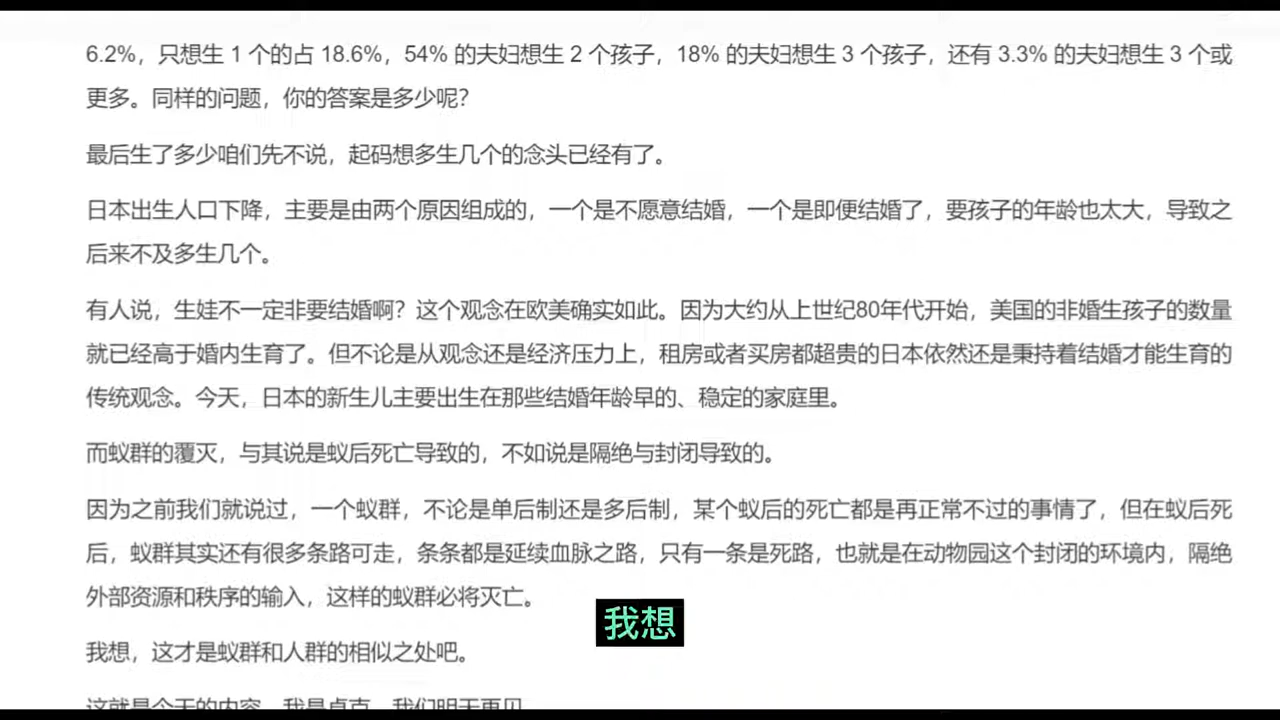 6.2%，只想生 1 个的占 18.6%，54% 的夫妇想生 2 个孩子，18% 的夫妇想生 3 个孩子，还有 3.3% 的夫妇想生 3 个或
更多。同样的问题，你的答案是多少呢？
最后生了多少咱们先不说，起码想多生几个的念头已经有了。
日本出生人口下降，主要是由两个原因组成的，一个是不愿意结婚，一个是即便结婚了，要孩子的年龄也太大，导致之
后来不及多生几个。
有人说，生娃不一定非要结婚啊？这个观念在欧美确实如此。因为大约从上世纪80年代开始，美国的非婚生孩子的数量
就已经高于婚内生育了。但不论是从观念还是经济压力上，租房或者买房都超贵的日本依然还是秉持着结婚才能生育的
传统观念。今天，日本的新生儿主要出生在那些结婚年龄早的、稳定的家庭里。
而蚁群的覆灭，与其说是蚁后死亡导致的，不如说是隔绝与封闭导致的。
因为之前我们就说过，一个蚁群，不论是单后制还是多后制，某个蚁后的死亡都是再正常不过的事情了，但在蚁后死
后，蚁群其实还有很多条路可走，条条都是延续血脉之路，只有一条是死路，也就是在动物园这个封闭的环境内，隔绝
外部资源和秩序的输入，这样的蚁群必将灭亡。
我想
我想，这才是蚁群和人群的相似之处吧。
这就是今天的内容，我是卓克，我们明天再见